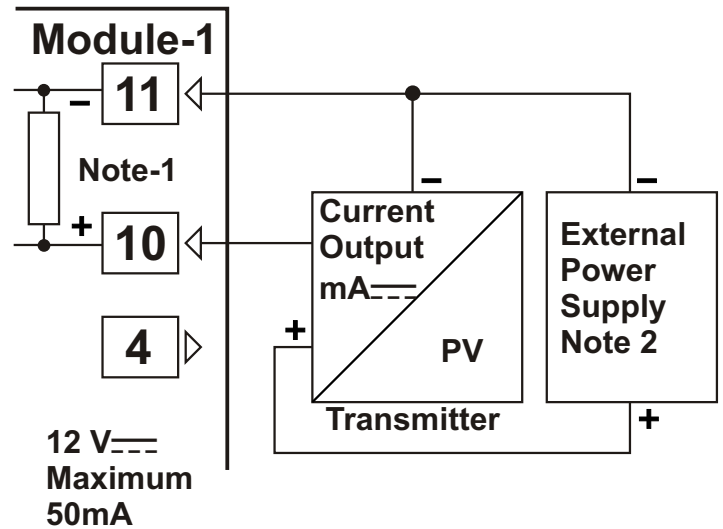 Module-1
11
−
Note-1
+
10
4
12 V
Maximum
50mA
−
Current
Output
mA
+
PV
Transmitter
−
External
Power
Supply
Note 2
+